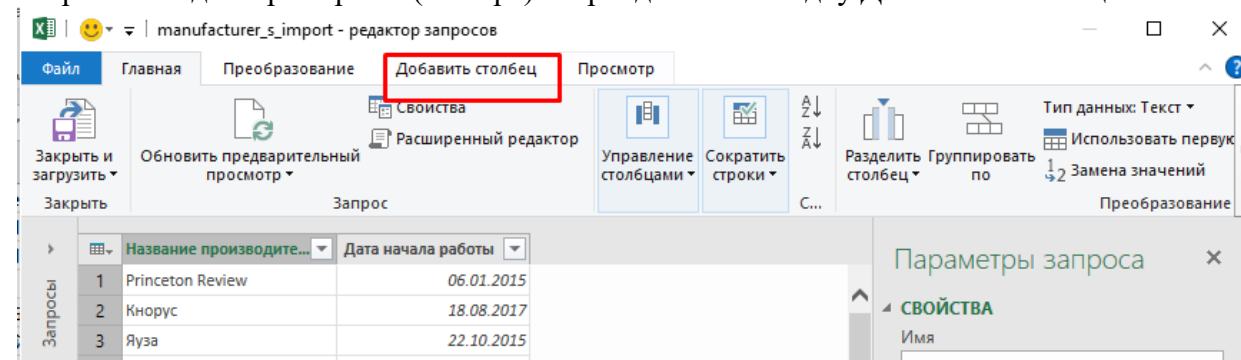 manufacturer_s_import - редактор запросов
Файл Главная Преобразование Добавить столбец Просмотр
Закрыть и загрузить
Обновить предварительный просмотр
Свойства
Расширенный редактор
Управление столбцами
Сократить строки
Разделить столбец
Группировать по
Тип данных: Текст
Использовать первую
1 2 Замена значений
Закрыть Запрос С... Преобразование
Запросы
Название производите... Дата начала работы
1 Princeton Review 06.01.2015
2 Кнорус 18.08.2017
3 Яуза 22.10.2015
Параметры запроса
СВОЙСТВА
Имя